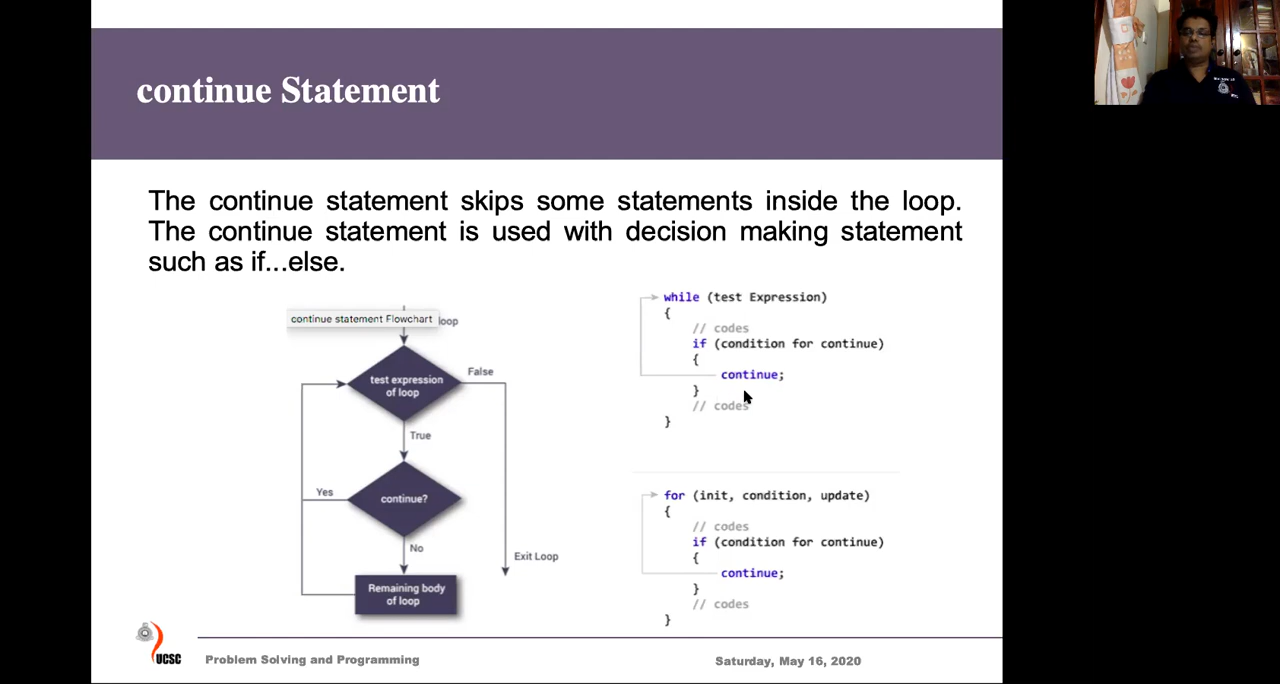 continue Statement
The continue statement skips some statements inside the loop.
The continue statement is used with decision making statement
such as if...else.
continue statement Flowchart
loop
test expression
of loop
False
True
continue?
Yes
No
Remaining body
of loop
Exit Loop
while (test Expression)
{
// codes
if (condition for continue)
{
continue;
}
// codes
}
for (init, condition, update)
{
// codes
if (condition for continue)
{
continue;
}
// codes
}
UCSC
Problem Solving and Programming
Saturday, May 16, 2020